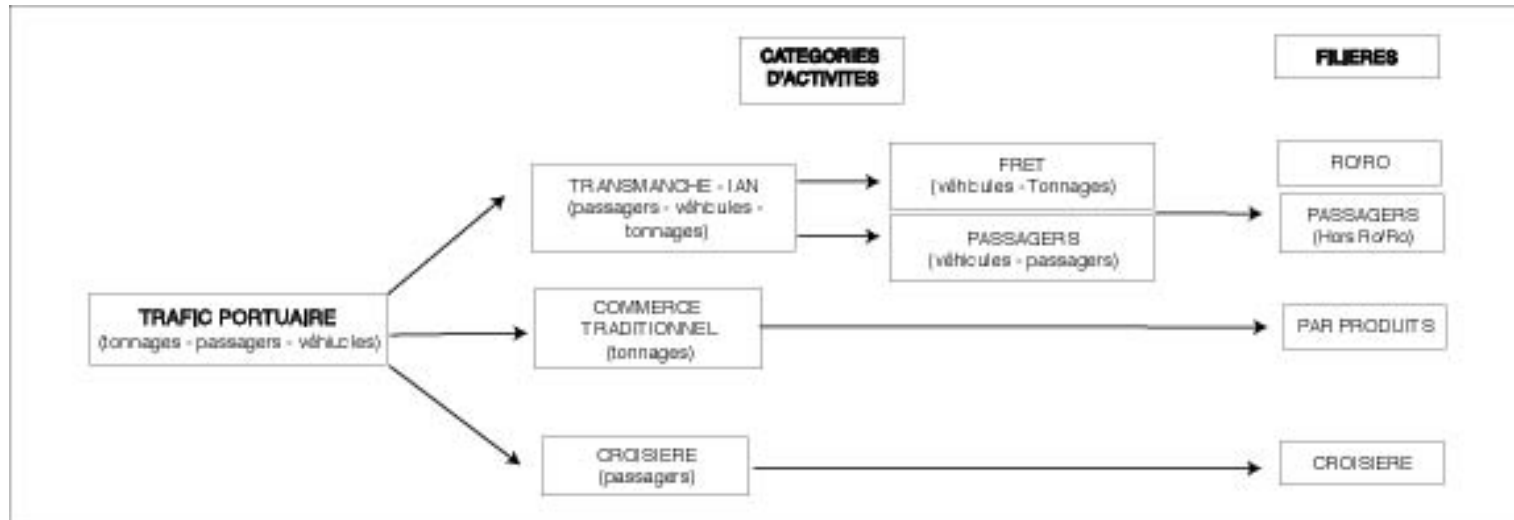 CATEGORIES
D'ACTIVITES
FILIERES
TRAFIC PORTUAIRE
(tonnages - passagers - véhiucles)
TRANSMANCHE - IAN
(passagers - véhicules -
tonnages)
FRET
(véhicules - Tonnages)
PASSAGERS
(véhicules - passagers)
RO/RO
PASSAGERS
(Hors Ro/Ro)
COMMERCE
TRADITIONNEL
(tonnages)
PAR PRODUITS
CROISIERE
(passagers)
CROISIERE